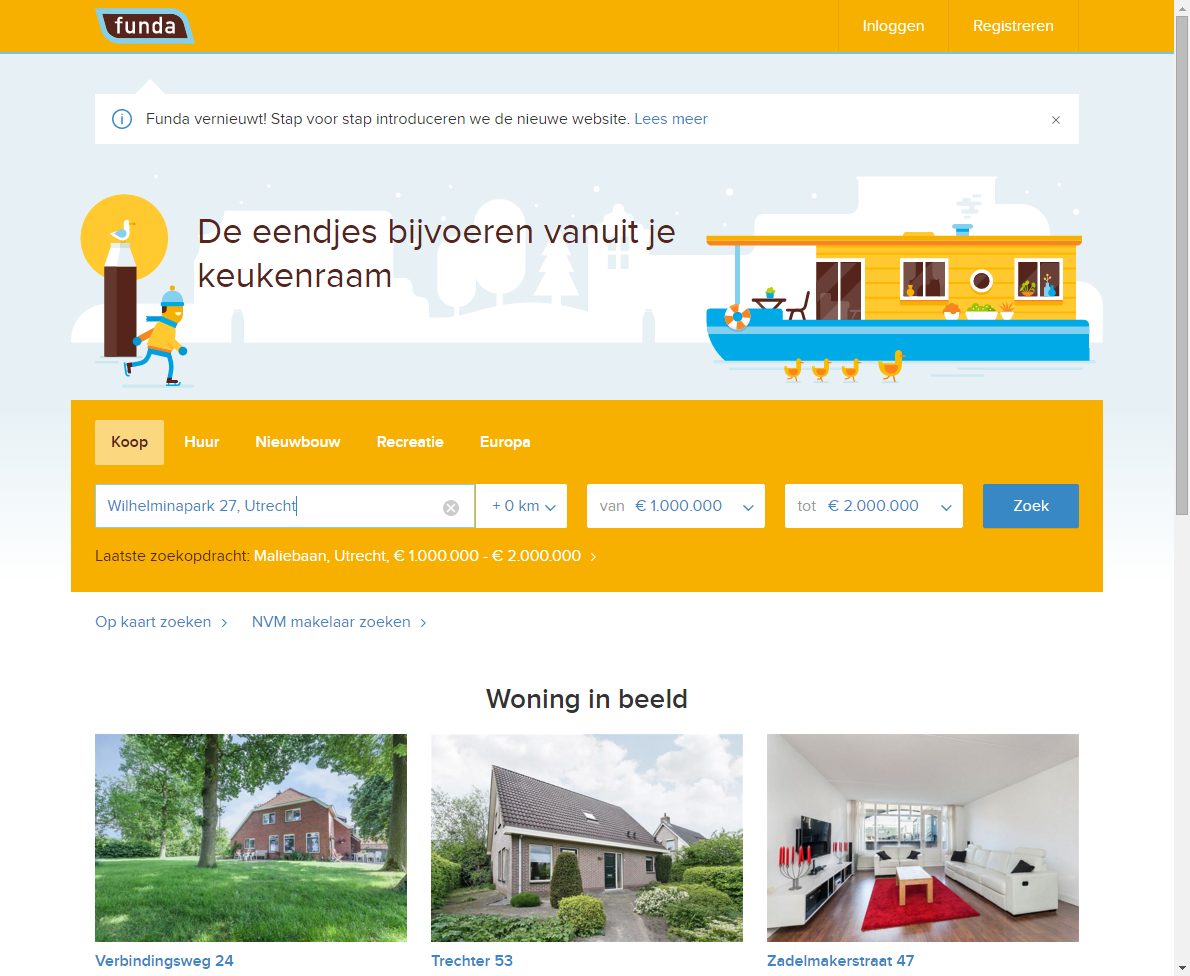 funda
Inloggen
Registreren
Funda vernieuwt! Stap voor stap introduceren we de nieuwe website. Lees meer
De eendjes bijvoeren vanuit je
keukenraam
Koop Huur Nieuwbouw Recreatie Europa
Wilhelminapark 27, Utrecht + 0 km van € 1.000.000 tot € 2.000.000 Zoek
Laatste zoekopdracht: Maliebaan, Utrecht, € 1.000.000 - € 2.000.000
Op kaart zoeken NVM makelaar zoeken
Woning in beeld
Verbindingsweg 24
Trechter 53
Zadelmakerstraat 47